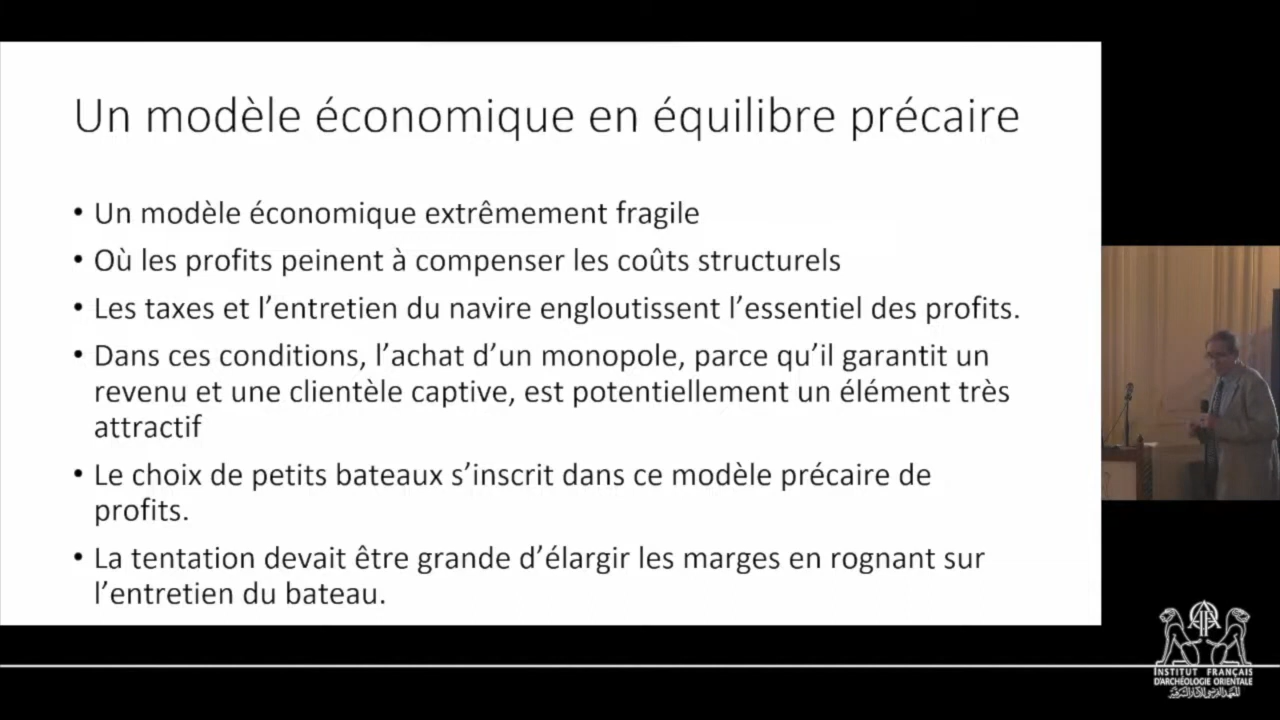 Un modèle économique en équilibre précaire
• Un modèle économique extrêmement fragile
• Où les profits peinent à compenser les coûts structurels
• Les taxes et l’entretien du navire engloutissent l’essentiel des profits.
• Dans ces conditions, l’achat d’un monopole, parce qu’il garantit un
revenu et une clientèle captive, est potentiellement un élément très
attractif
• Le choix de petits bateaux s’inscrit dans ce modèle précaire de
profits.
• La tentation devait être grande d’élargir les marges en rognant sur
l’entretien du bateau.
INSTITUT FRANÇAIS
D’ARCHÉOLOGIE ORIENTALE